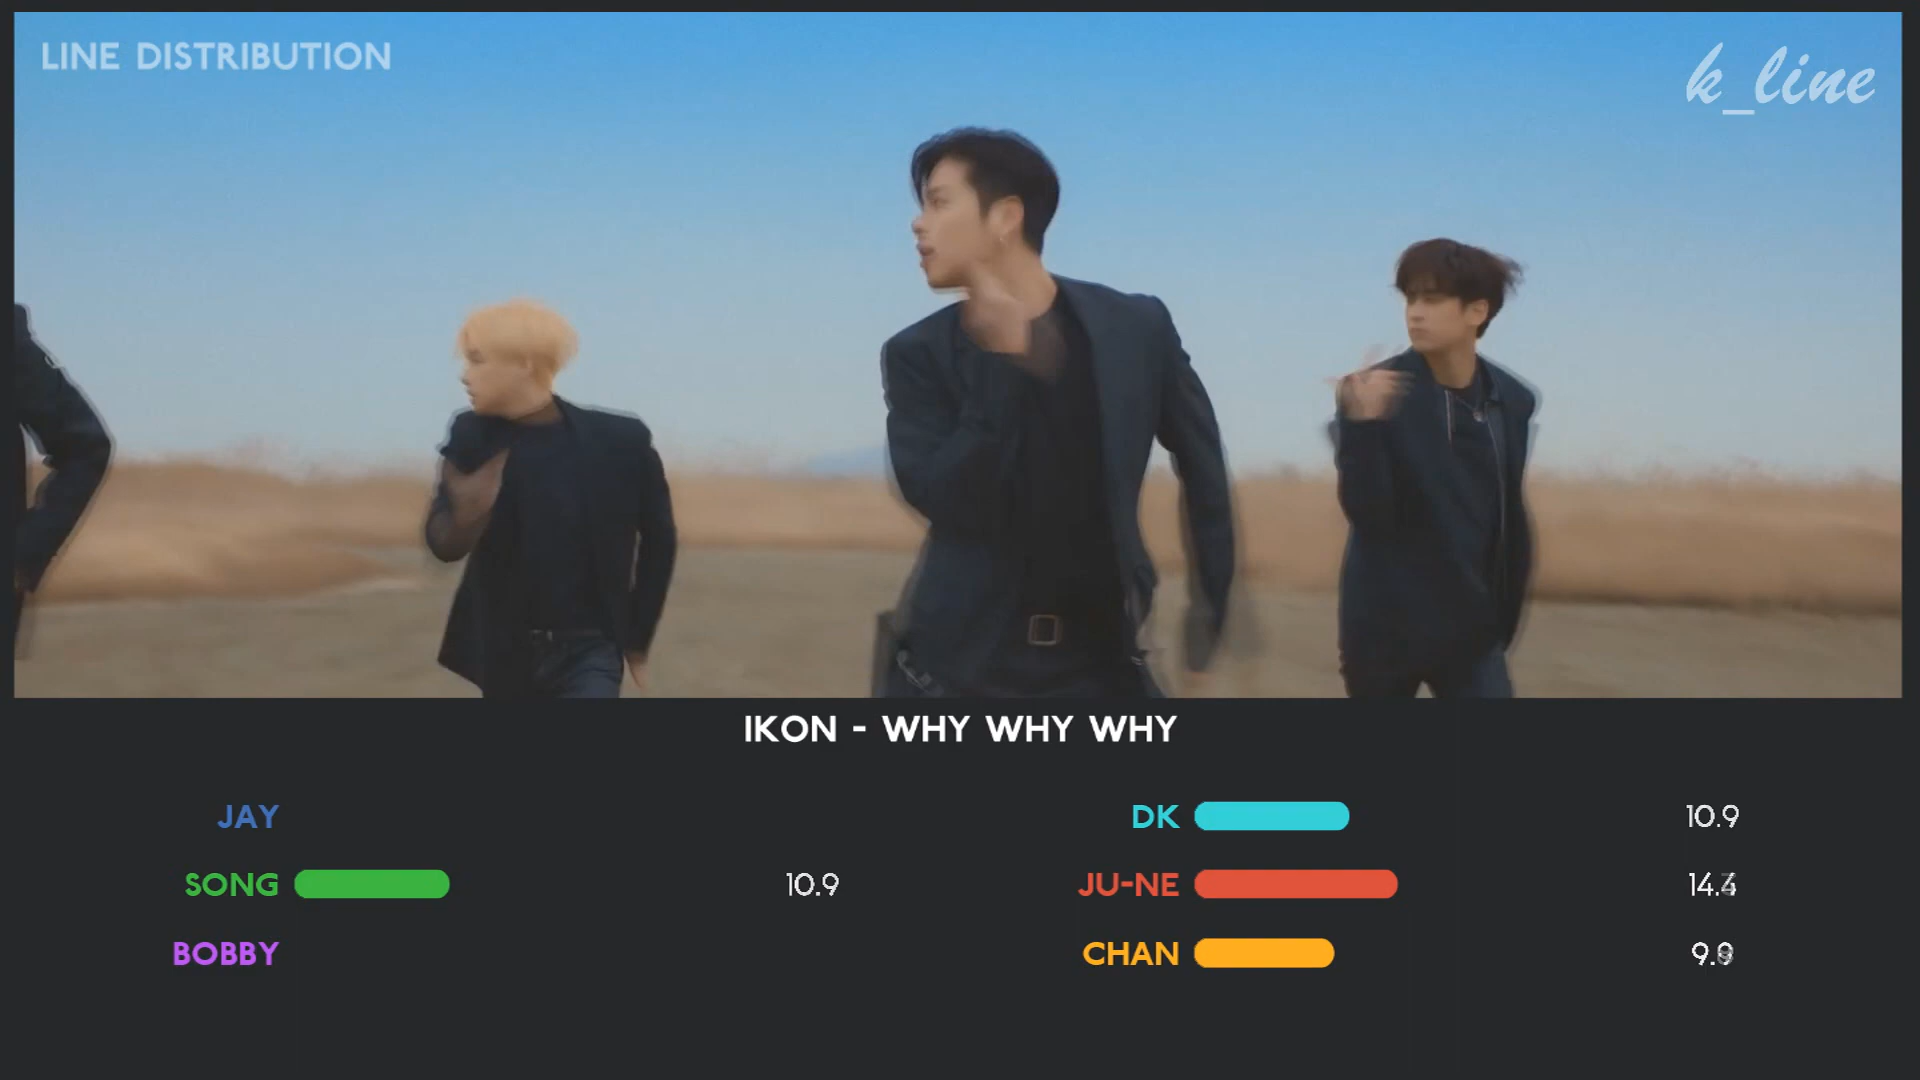 LINE DISTRIBUTION
k_line
IKON - WHY WHY WHY
JAY
SONG 10.9
BOBBY
DK 10.9
JU-NE
CHAN